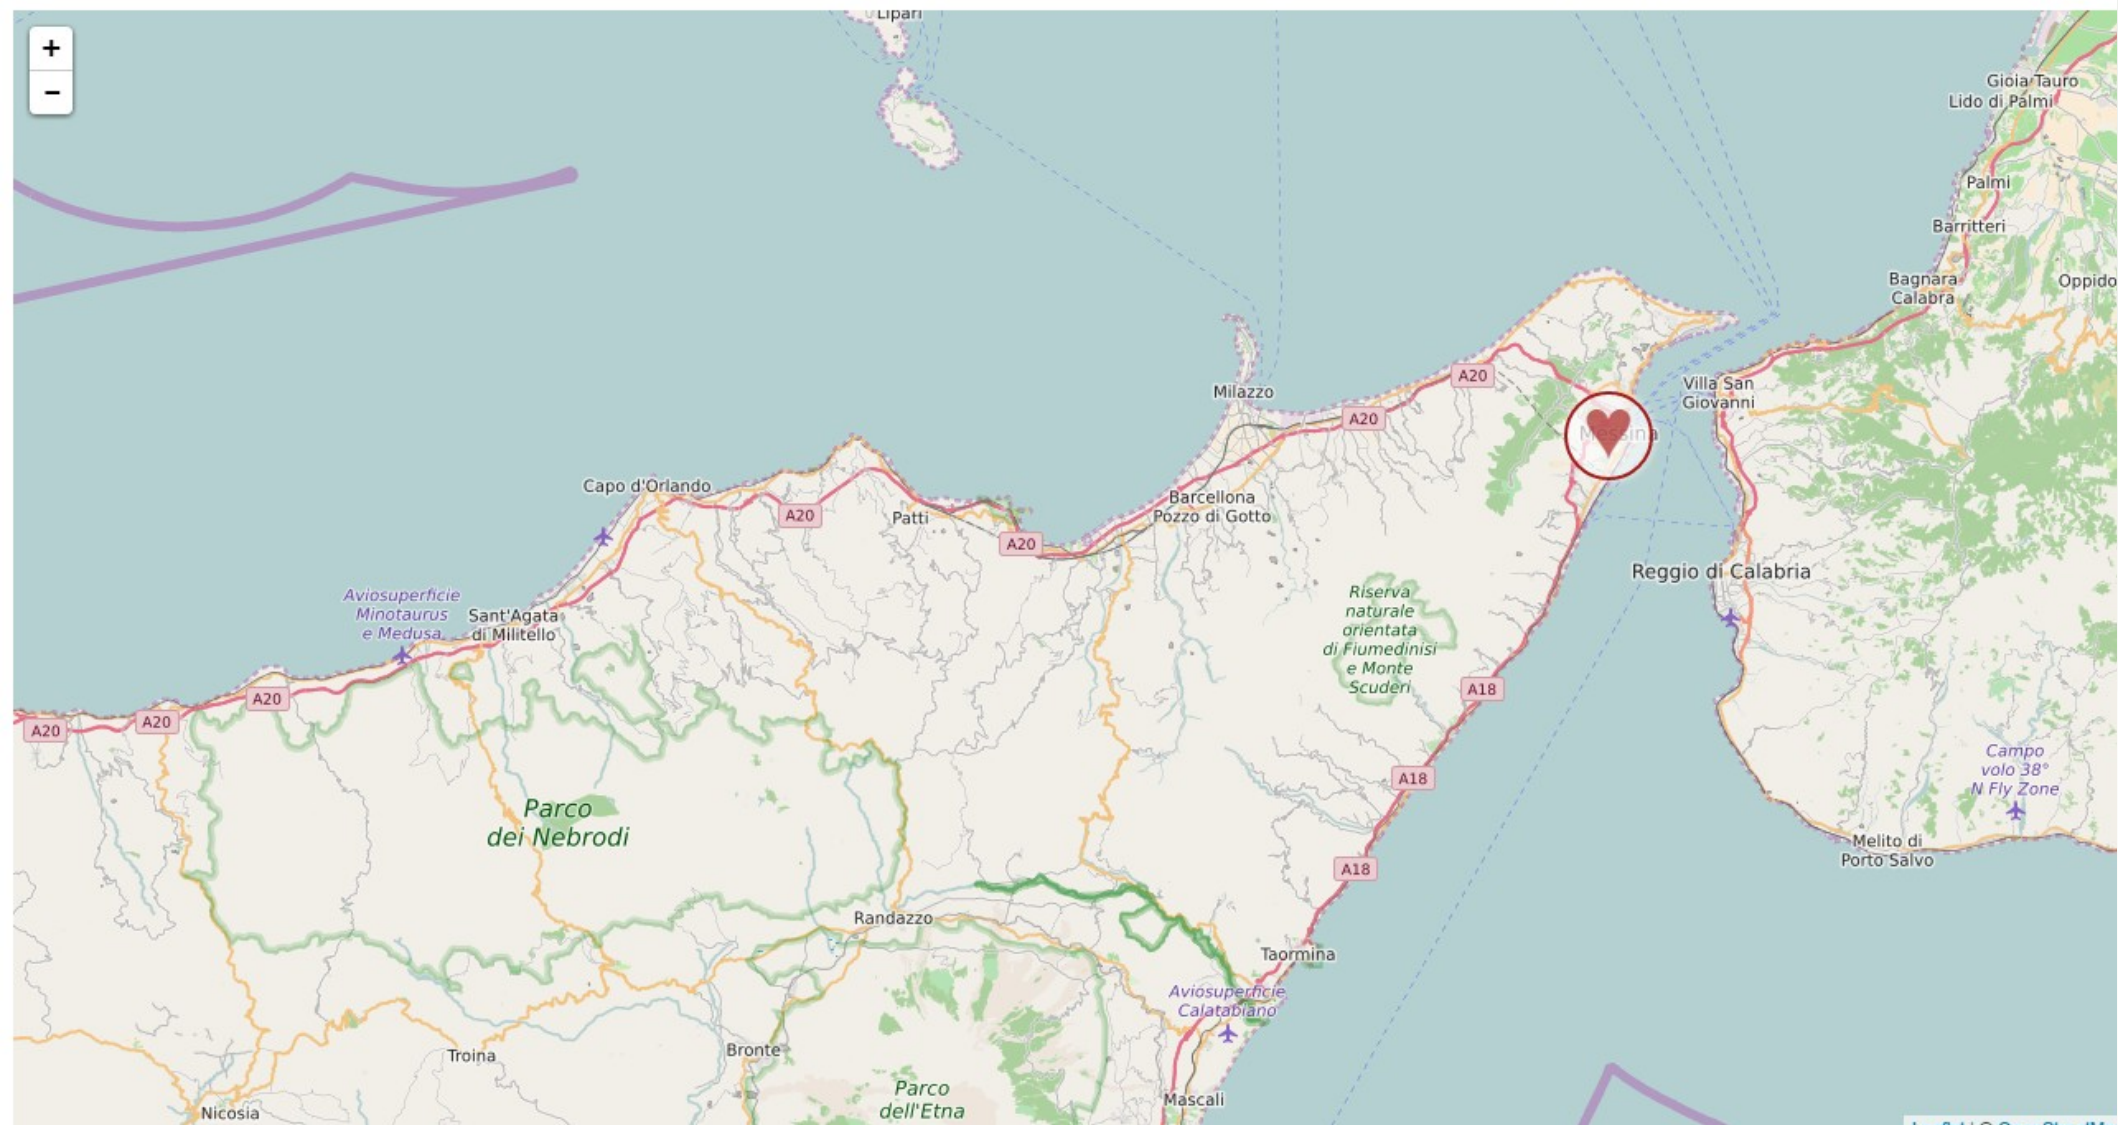 Lipari
+
−
Gioia Tauro
Lido di Palmi
Palmi
Barritteri
Bagnara
Calabra
Oppido
Milazzo
A20
A20
Villa San
Giovanni
Messina
Capo d'Orlando
A20
Patti
Barcellona
Pozzo di Gotto
A20
Reggio di Calabria
Aviosuperficie
Minotaurus
e Medusa
Sant'Agata
di Militello
Riserva
naturale
orientata
di Fiumedinisi
e Monte
Scuderi
A18
A20
A20
A20
Campo
volo 38°
N Fly Zone
A18
Parco
dei Nebrodi
Melito di
Porto Salvo
A18
Randazzo
Taormina
Aviosuperficie
Calatabiano
Troina
Bronte
Parco
dell'Etna
Mascali
Nicosia